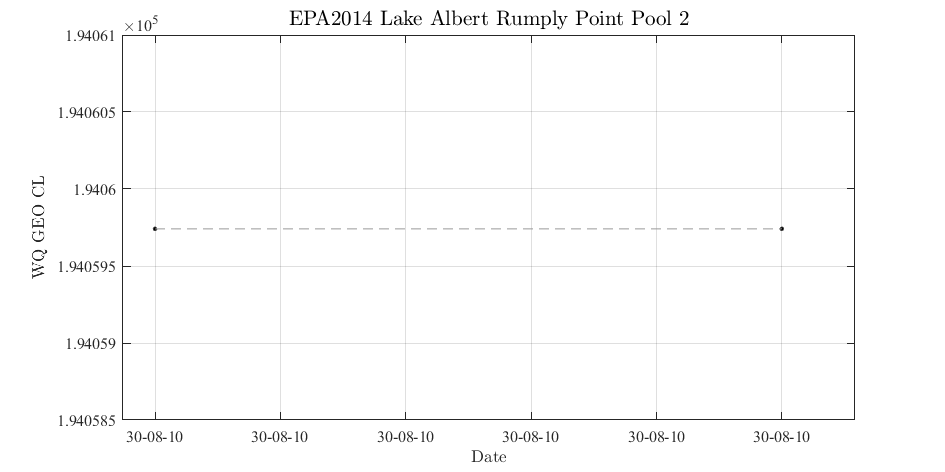 EPA2014 Lake Albert Rumply Point Pool 2
×10⁵
1.94061
1.940605
1.9406
1.940595
1.94059
1.940585
WQ GEO CL
30-08-10 30-08-10 30-08-10 30-08-10 30-08-10 30-08-10
Date